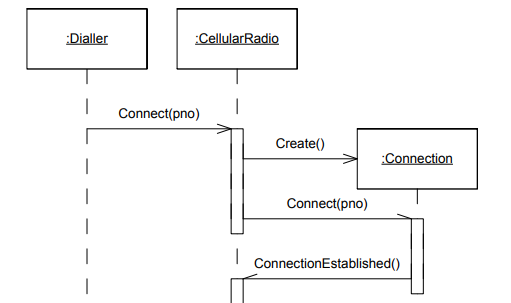 :Dialler
:CellularRadio
Connect(pno)
Create()
:Connection
Connect(pno)
ConnectionEstablished()